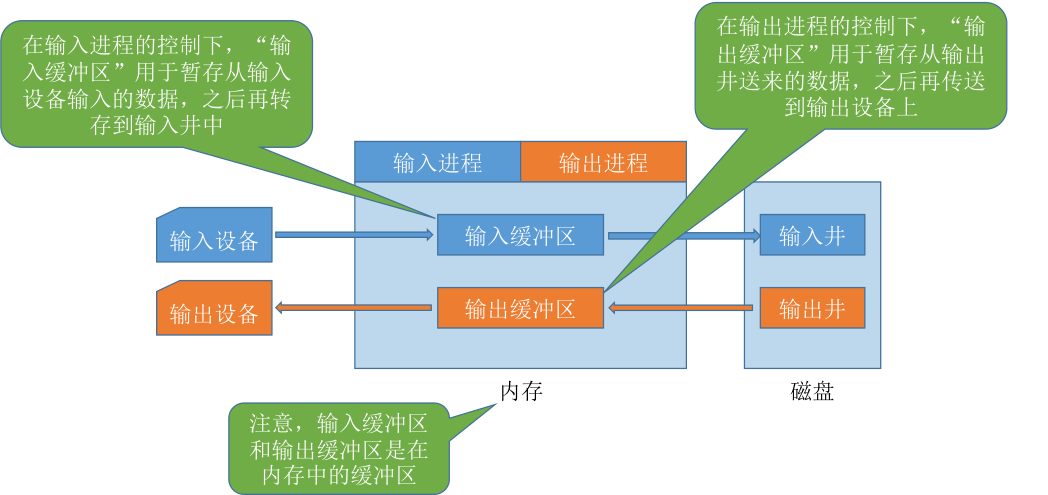 在输入进程的控制下，“输
入缓冲区”用于暂存从输入
设备输入的数据，之后再转
存到输入井中
在输出进程的控制下，“输
出缓冲区”用于暂存从输出
井送来的数据，之后再传送
到输出设备上
输入进程
输出进程
输入设备
输入缓冲区
输入井
输出设备
输出缓冲区
输出井
内存
磁盘
注意，输入缓冲区
和输出缓冲区是在
内存中的缓冲区